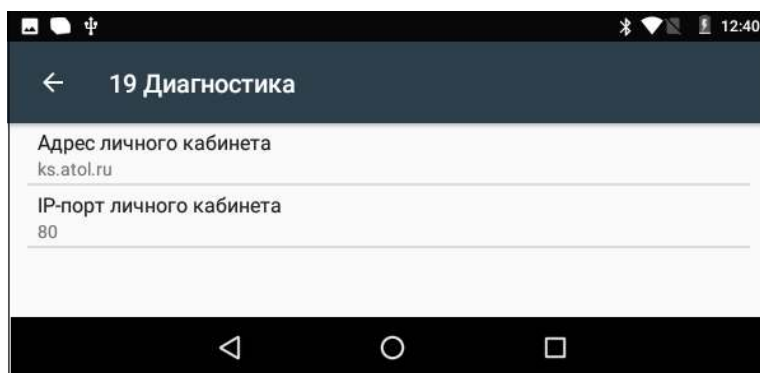 12:40
19 Диагностика
Адрес личного кабинета
ks.atol.ru
IP-порт личного кабинета
80